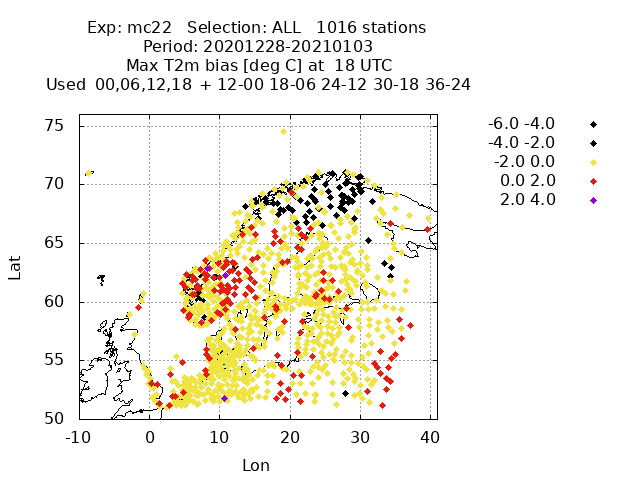 Exp: mc22 Selection: ALL 1016 stations
Period: 20201228-20210103
Max T2m bias [deg C] at 18 UTC
Used 00,06,12,18 + 12-00 18-06 24-12 30-18 36-24
-6.0 -4.0
-4.0 -2.0
-2.0 0.0
0.0 2.0
2.0 4.0
75
70
65
60
55
50
Lat
-10 0 10 20 30 40
Lon